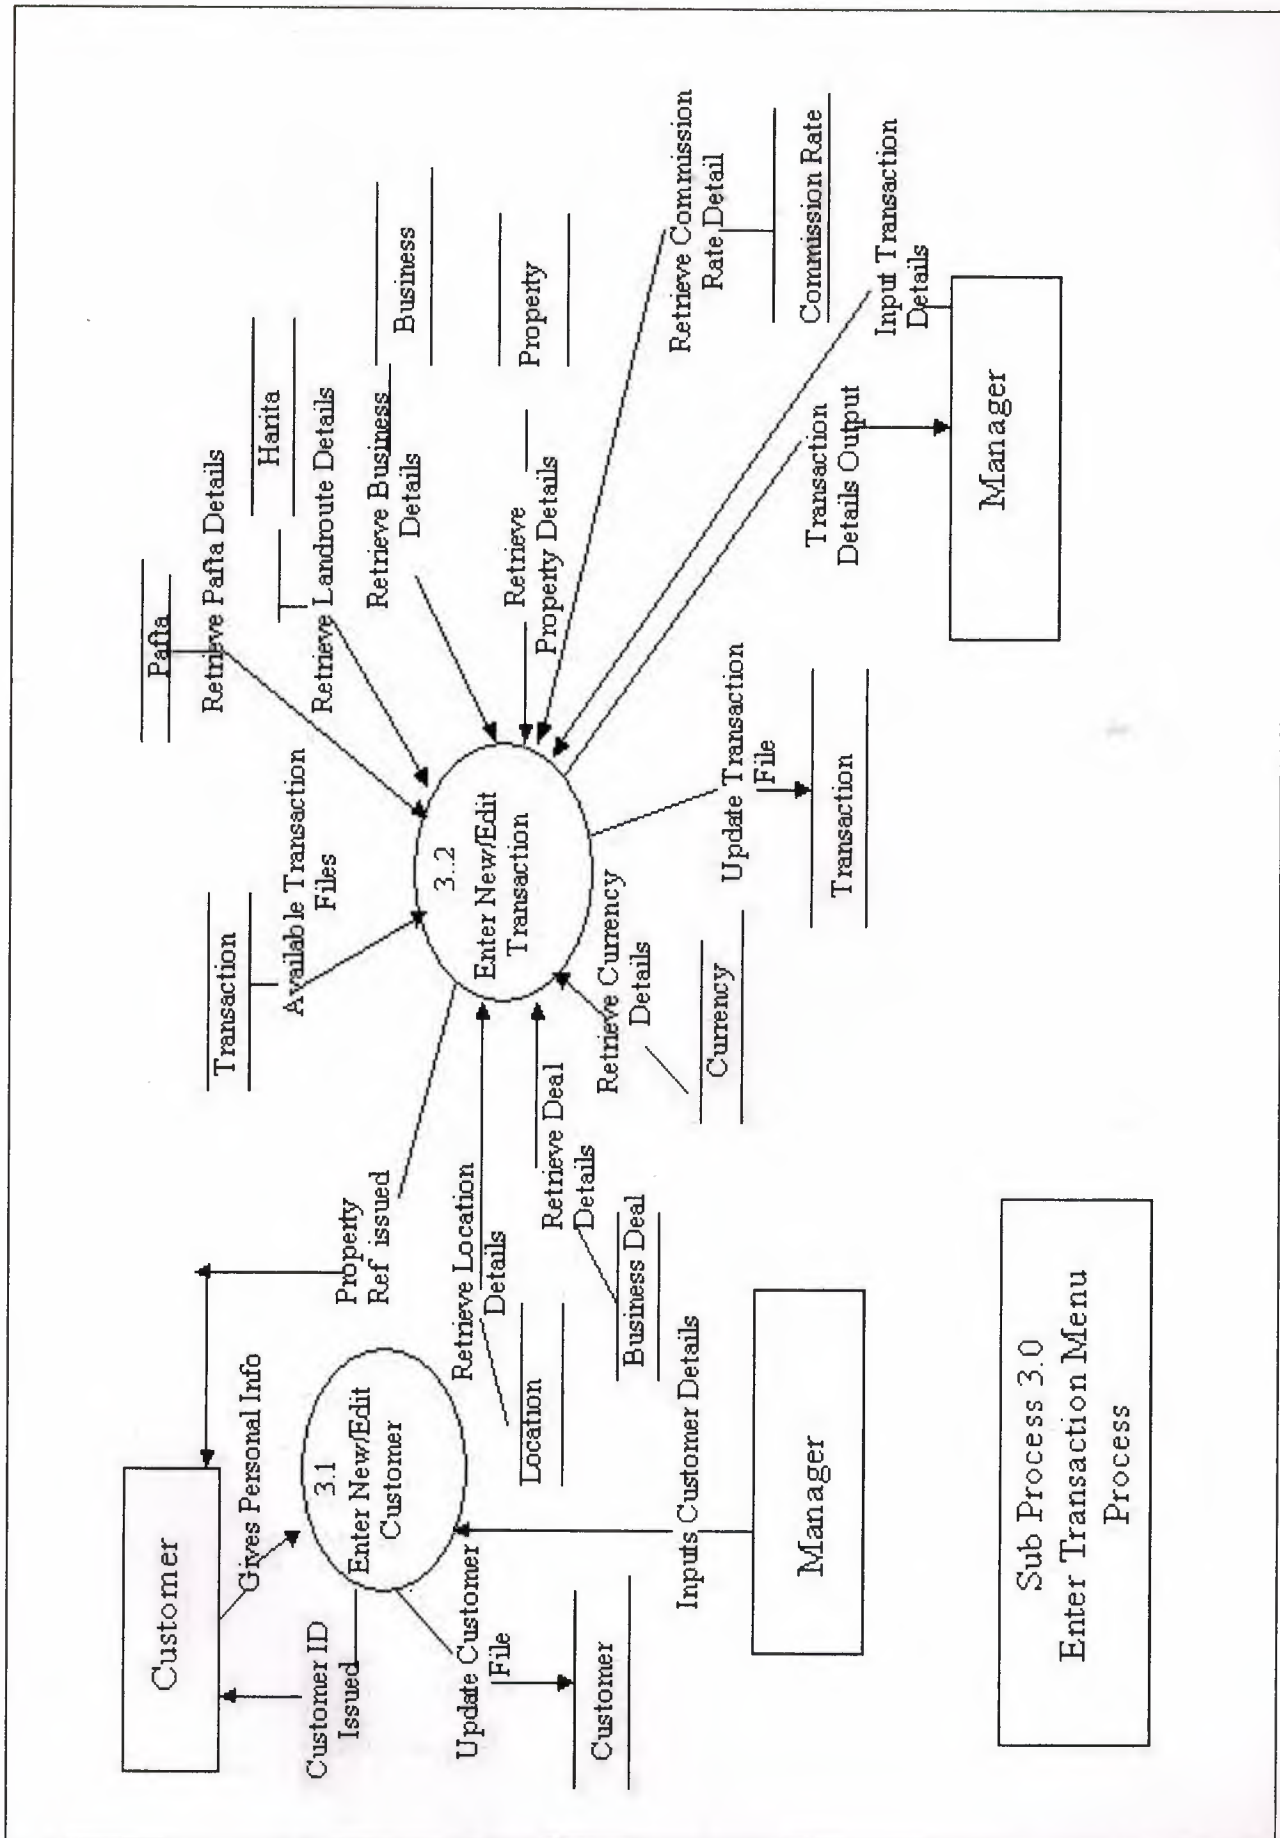 Customer
Gives Personal Info
Customer ID
Issued
3.1
Enter New/Edit
Customer
Update Customer
File
Customer
Inputs Customer Details
Manager
Property
Ref issued
Retrieve Location
Details
Location
Retrieve Deal
Details
Business Deal
Retrieve Currency
Details
Currency
Transaction
Available Transaction
Files
3..2
Enter New/Edit
Transaction
Update Transaction
File
Transaction
Pafta
Retrieve Pafta Details
Harita
Retrieve Landroute Details
Business
Retrieve Business
Details
Property
Retrieve
Property Details
Retrieve Commission
Rate Detail
Commission Rate
Input Transaction
Details
Transaction
Details Output
Manager
Sub Process 3.0
Enter Transaction Menu
Process